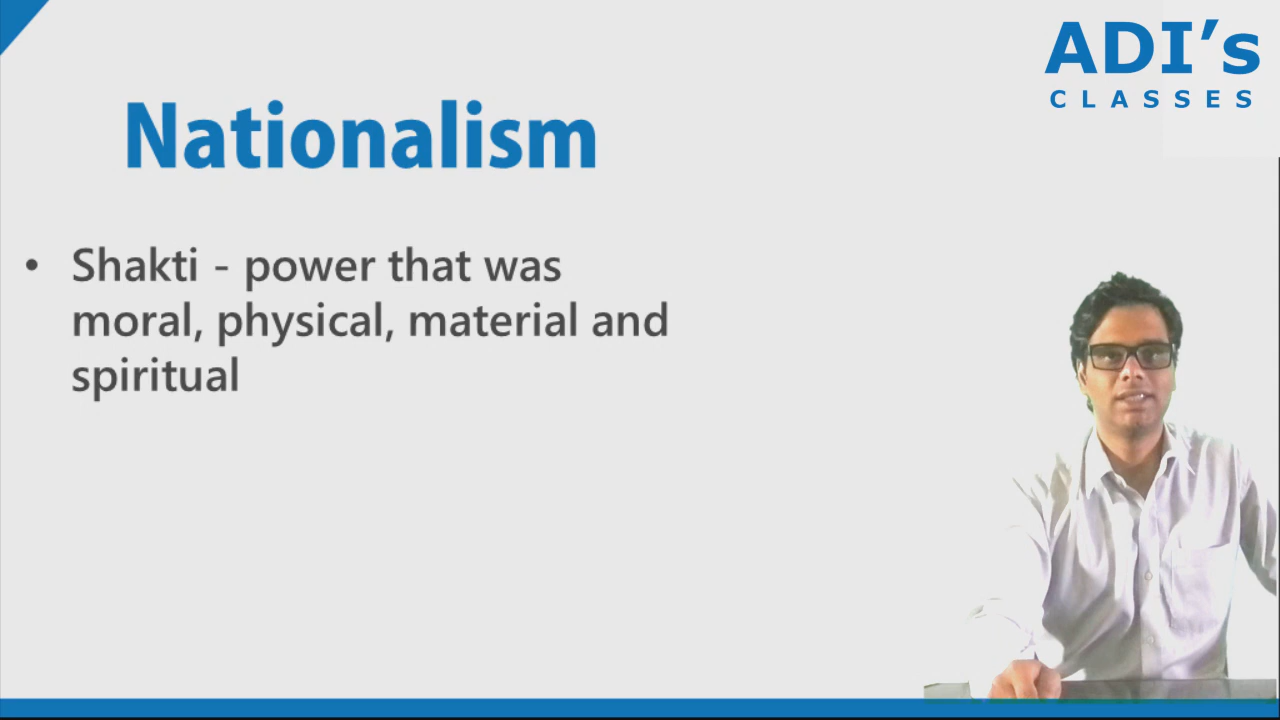 ADI's
CLASSES
Nationalism
• Shakti - power that was
moral, physical, material and
spiritual